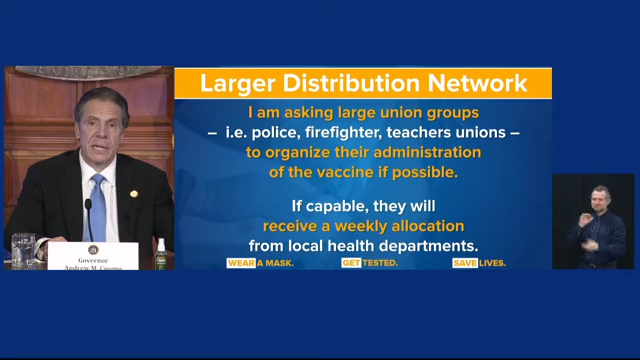 Larger Distribution Network
I am asking large union groups
– i.e. police, firefighter, teachers unions –
to organize their administration
of the vaccine if possible.
If capable, they will
receive a weekly allocation
from local health departments.
WEAR A MASK. GET TESTED. SAVE LIVES.
Governor
Andrew M. Cuomo